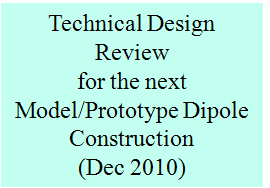 Technical Design
Review
for the next
Model/Prototype Dipole
Construction
(Dec 2010)